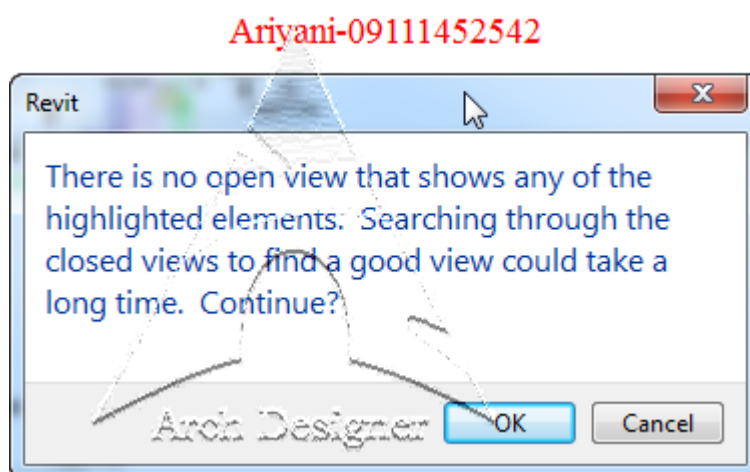 Ariyani-09111452542
Revit
There is no open view that shows any of the
highlighted elements.  Searching through the
closed views to find a good view could take a
long time.  Continue?
Arch Designer
OK
Cancel